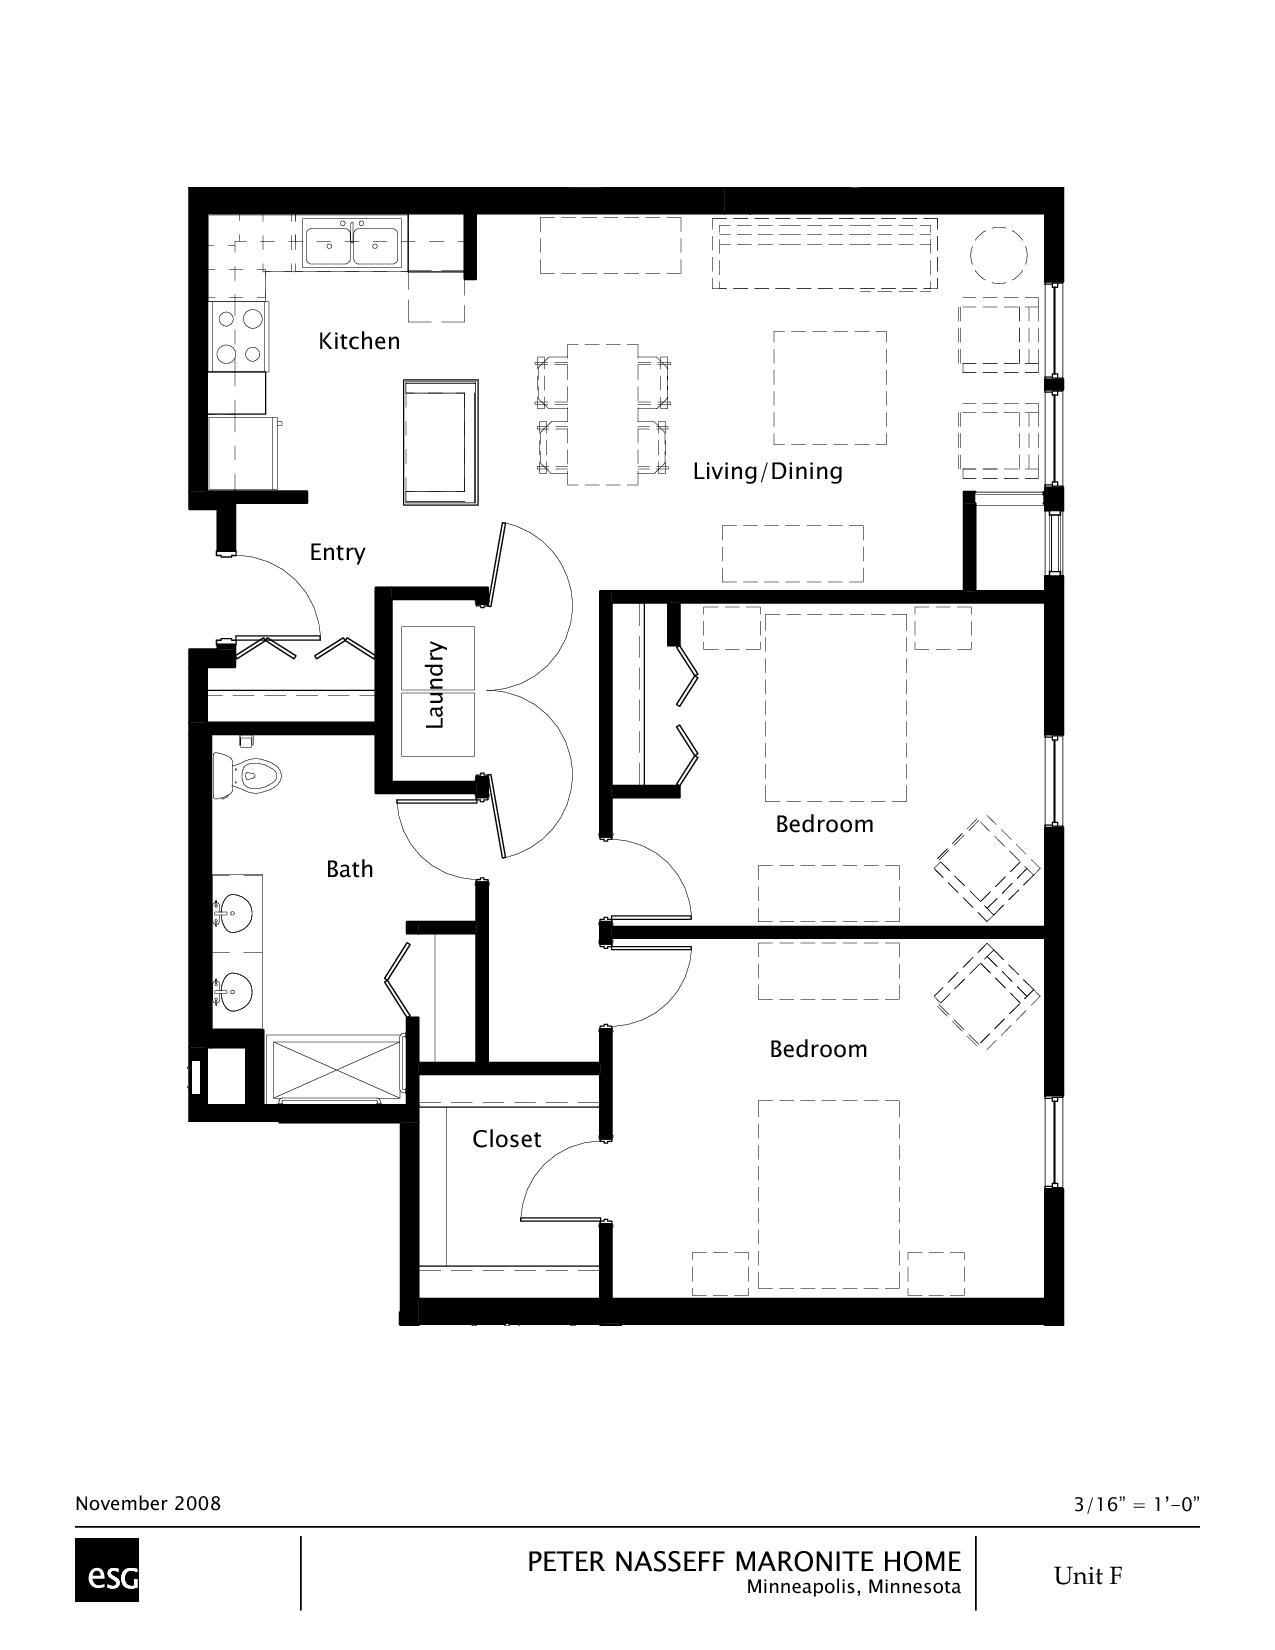 Kitchen
Living/Dining
Entry
Laundry
Bedroom
Bath
Bedroom
Closet
November 2008
3/16” = 1’-0”
esg
PETER NASSEFF MARONITE HOME
Minneapolis, Minnesota
Unit F